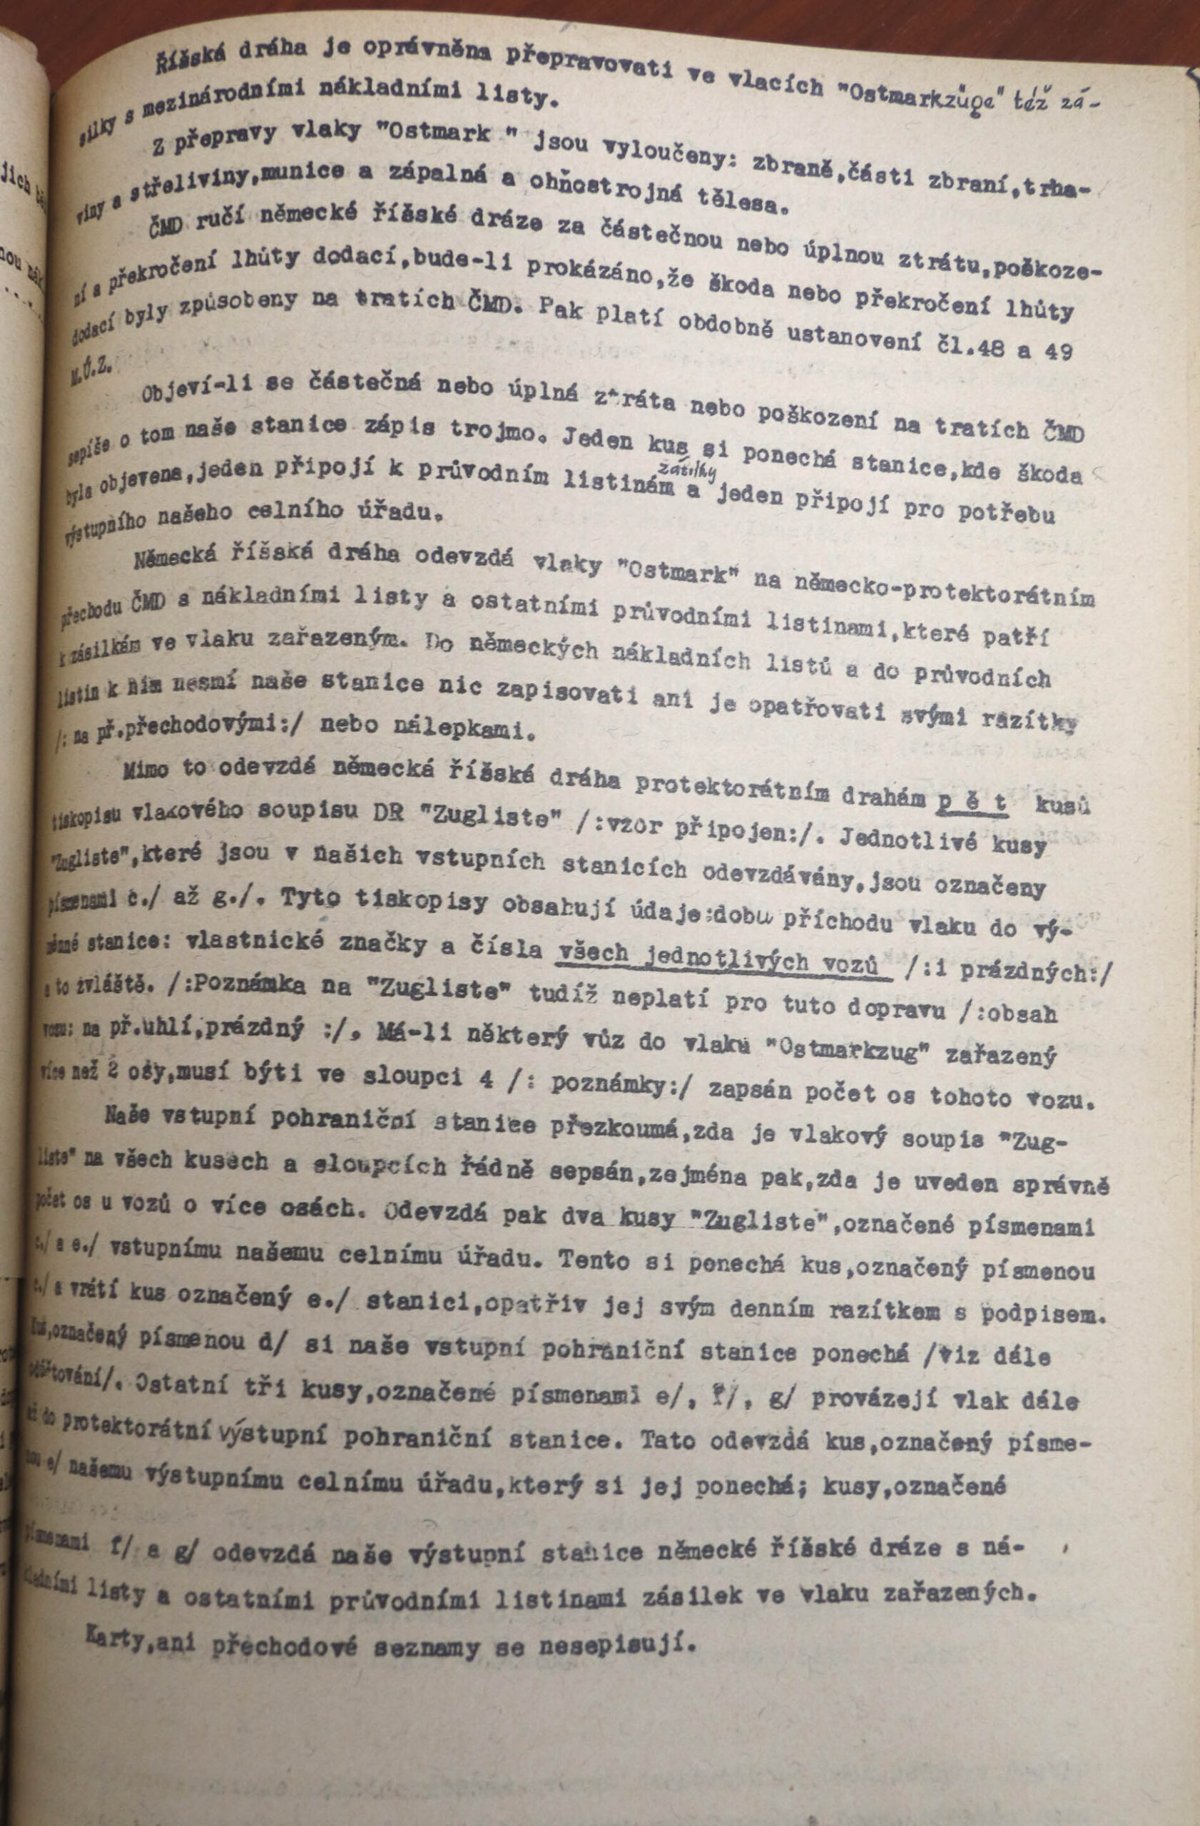 Říšská dráha je oprávněna přepravovati ve vlacích "Ostmarkzüge" též zá-
silky s mezinárodními nákladními listy.
Z přepravy vlaky "Ostmark " jsou vyloučeny: zbraně,části zbraní,trha-
viny a střeliviny,munice a zápalná a ohňostrojná tělesa.
ČMD ručí německé říšské dráze za částečnou nebo úplnou ztrátu,poškoze-
ní a překročení lhůty dodací,bude-li prokázáno,že škoda nebo překročení lhůty
dodací byly způsobeny na tratích ČMD. Pak platí obdobně ustanovení čl.48 a 49
M.Ú.Z.
Objeví-li se částečná nebo úplná ztráta nebo poškození na tratích ČMD
sepíše o tom naše stanice zápis trojmo. Jeden kus si ponechá stanice,kde škoda
byla objevena,jeden připojí k průvodním listinám zásilky a jeden připojí pro potřebu
výstupního našeho celního úřadu.
Německá říšská dráha odevzdá vlaky "Ostmark" na německo-protektorátním
přechodu ČMD s nákladními listy a ostatními průvodními listinami,které patří
k zásilkám ve vlaku zařazeným. Do německých nákladních listů a do průvodních
listin k nim nesmí naše stanice nic zapisovati ani je opatřovati svými razítky
/: na př.přechodovými:/ nebo nálepkami.
Mimo to odevzdá německá říšská dráha protektorátním drahám p ě t kusů
tiskopisu vlakového soupisu DR "Zugliste" /:vzor připojen:/. Jednotlivé kusy
"Zugliste",které jsou v našich vstupních stanicích odevzdávány,jsou označeny
písmenami c./ až g./. Tyto tiskopisy obsahují údaje:dobu příchodu vlaku do vý-
měnné stanice: vlastnické značky a čísla všech jednotlivých vozů /:i prázdných:/
a to zvláště. /:Poznámka na "Zugliste" tudíž neplatí pro tuto dopravu /:obsah
vozu: na př.uhlí,prázdný :/. Má-li některý vůz do vlaku "Ostmarkzug" zařazený
více než 2 osy,musí býti ve sloupci 4 /: poznámky:/ zapsán počet os tohoto vozu.
Naše vstupní pohraniční stanice přezkoumá,zda je vlakový soupis "Zug-
liste" na všech kusech a sloupcích řádně sepsán,zejména pak,zda je uveden správně
počet os u vozů o více osách. Odevzdá pak dva kusy "Zugliste",označené písmenami
c./ a e./ vstupnímu našemu celnímu úřadu. Tento si ponechá kus,označený písmenou
c./ a vrátí kus označený e./ stanici,opatřiv jej svým denním razítkem s podpisem.
Kus,označený písmenou d/ si naše vstupní pohraniční stanice ponechá /viz dále
odúčtování/. Ostatní tři kusy,označené písmenami e/, f/, g/ provázejí vlak dále
až do protektorátní výstupní pohraniční stanice. Tato odevzdá kus,označený písme-
nou e/ našemu výstupnímu celnímu úřadu,který si jej ponechá; kusy,označené
písmenami f/ a g/ odevzdá naše výstupní stanice německé říšské dráze s ná-
kladními listy a ostatními průvodními listinami zásilek ve vlaku zařazených.
Karty,ani přechodové seznamy se nesepisují.